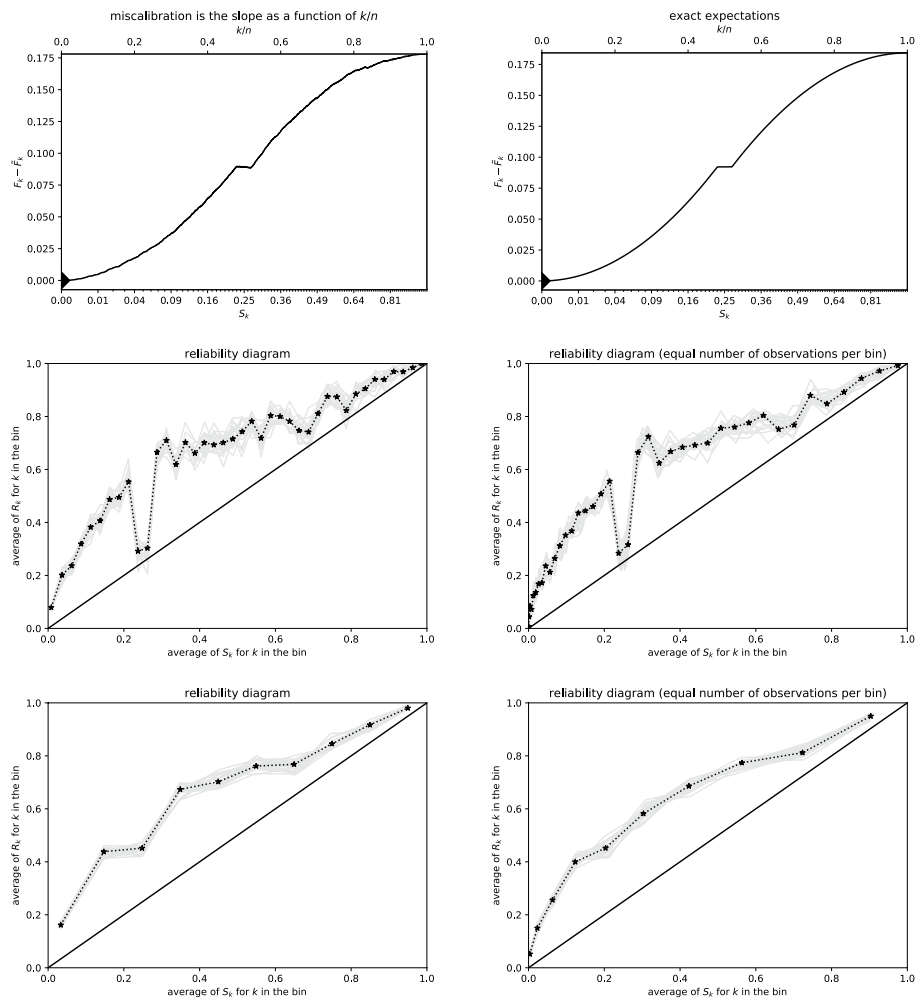 miscalibration is the slope as a function of k/n
k/n
0.0 0.2 0.4 0.6 0.8 1.0
0.175
0.150
0.125
0.100
0.075
0.050
0.025
0.000
F_k − F̃_k
0.00 0.01 0.04 0.09 0.16 0.25 0.36 0.49 0.64 0.81
S_k
exact expectations
k/n
0.0 0.2 0.4 0.6 0.8 1.0
0.175
0.150
0.125
0.100
0.075
0.050
0.025
0.000
F_k − F̃_k
0.00 0.01 0.04 0.09 0.16 0.25 0.36 0.49 0.64 0.81
S_k
reliability diagram
1.0
0.8
0.6
0.4
0.2
0.0
average of R_k for k in the bin
0.0 0.2 0.4 0.6 0.8 1.0
average of S_k for k in the bin
reliability diagram (equal number of observations per bin)
1.0
0.8
0.6
0.4
0.2
0.0
average of R_k for k in the bin
0.0 0.2 0.4 0.6 0.8 1.0
average of S_k for k in the bin
reliability diagram
1.0
0.8
0.6
0.4
0.2
0.0
average of R_k for k in the bin
0.0 0.2 0.4 0.6 0.8 1.0
average of S_k for k in the bin
reliability diagram (equal number of observations per bin)
1.0
0.8
0.6
0.4
0.2
0.0
average of R_k for k in the bin
0.0 0.2 0.4 0.6 0.8 1.0
average of S_k for k in the bin